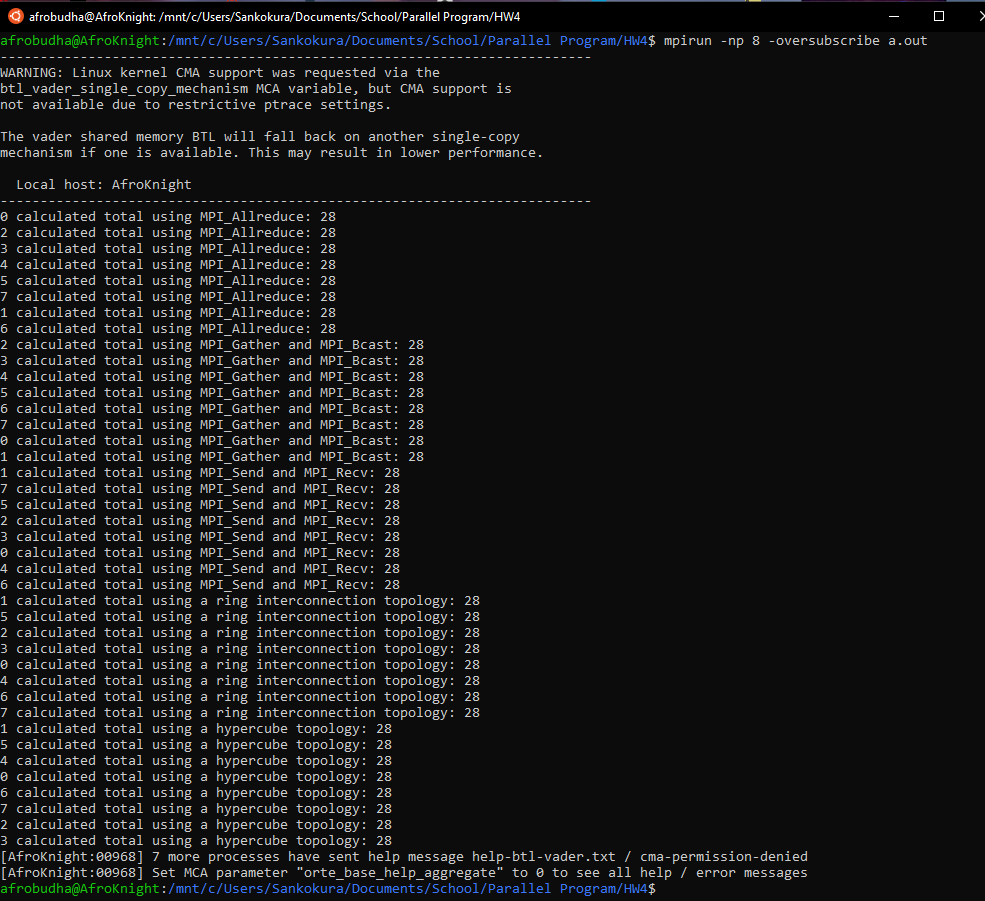 afrobudha@AfroKnight: /mnt/c/Users/Sankokura/Documents/School/Parallel Program/HW4
afrobudha@AfroKnight:/mnt/c/Users/Sankokura/Documents/School/Parallel Program/HW4$ mpirun -np 8 -oversubscribe a.out
--------------------------------------------------------------------------
WARNING: Linux kernel CMA support was requested via the
btl_vader_single_copy_mechanism MCA variable, but CMA support is
not available due to restrictive ptrace settings.
The vader shared memory BTL will fall back on another single-copy
mechanism if one is available. This may result in lower performance.
Local host: AfroKnight
--------------------------------------------------------------------------
0 calculated total using MPI_Allreduce: 28
2 calculated total using MPI_Allreduce: 28
3 calculated total using MPI_Allreduce: 28
4 calculated total using MPI_Allreduce: 28
5 calculated total using MPI_Allreduce: 28
7 calculated total using MPI_Allreduce: 28
1 calculated total using MPI_Allreduce: 28
6 calculated total using MPI_Allreduce: 28
2 calculated total using MPI_Gather and MPI_Bcast: 28
3 calculated total using MPI_Gather and MPI_Bcast: 28
4 calculated total using MPI_Gather and MPI_Bcast: 28
5 calculated total using MPI_Gather and MPI_Bcast: 28
6 calculated total using MPI_Gather and MPI_Bcast: 28
7 calculated total using MPI_Gather and MPI_Bcast: 28
0 calculated total using MPI_Gather and MPI_Bcast: 28
1 calculated total using MPI_Gather and MPI_Bcast: 28
1 calculated total using MPI_Send and MPI_Recv: 28
7 calculated total using MPI_Send and MPI_Recv: 28
5 calculated total using MPI_Send and MPI_Recv: 28
2 calculated total using MPI_Send and MPI_Recv: 28
3 calculated total using MPI_Send and MPI_Recv: 28
0 calculated total using MPI_Send and MPI_Recv: 28
4 calculated total using MPI_Send and MPI_Recv: 28
6 calculated total using MPI_Send and MPI_Recv: 28
1 calculated total using a ring interconnection topology: 28
5 calculated total using a ring interconnection topology: 28
2 calculated total using a ring interconnection topology: 28
3 calculated total using a ring interconnection topology: 28
0 calculated total using a ring interconnection topology: 28
4 calculated total using a ring interconnection topology: 28
6 calculated total using a ring interconnection topology: 28
7 calculated total using a ring interconnection topology: 28
1 calculated total using a hypercube topology: 28
5 calculated total using a hypercube topology: 28
4 calculated total using a hypercube topology: 28
0 calculated total using a hypercube topology: 28
6 calculated total using a hypercube topology: 28
7 calculated total using a hypercube topology: 28
2 calculated total using a hypercube topology: 28
3 calculated total using a hypercube topology: 28
[AfroKnight:00968] 7 more processes have sent help message help-btl-vader.txt / cma-permission-denied
[AfroKnight:00968] Set MCA parameter "orte_base_help_aggregate" to 0 to see all help / error messages
afrobudha@AfroKnight:/mnt/c/Users/Sankokura/Documents/School/Parallel Program/HW4$